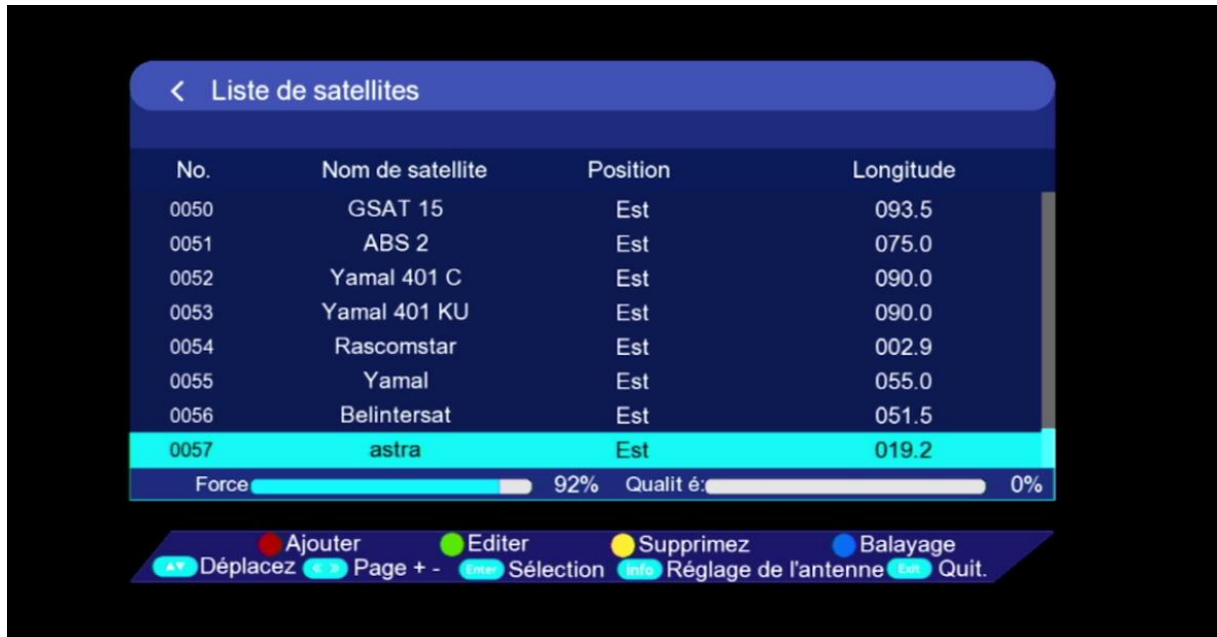 < Liste de satellites
No. Nom de satellite Position Longitude
0050 GSAT 15 Est 093.5
0051 ABS 2 Est 075.0
0052 Yamal 401 C Est 090.0
0053 Yamal 401 KU Est 090.0
0054 Rascomstar Est 002.9
0055 Yamal Est 055.0
0056 Belintersat Est 051.5
0057 astra Est 019.2
Force 92% Qualit é: 0%
Ajouter Editer Supprimez Balayage
▲▼ Déplacez « » Page + - Enter Sélection info Réglage de l'antenne Exit Quit.